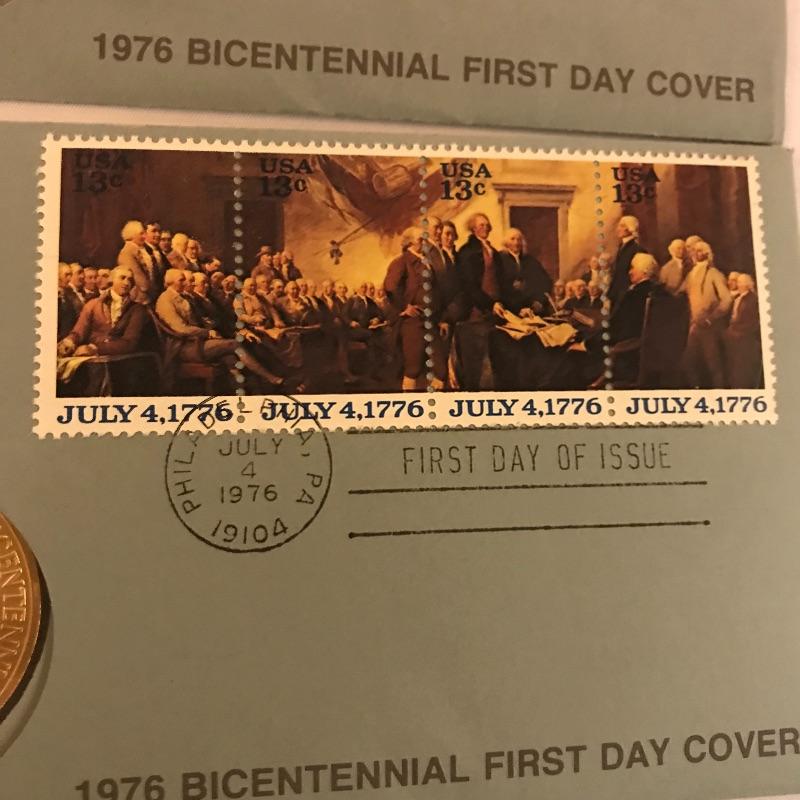 1976 BICENTENNIAL FIRST DAY COVER
USA USA USA USA
13c 13c 13c 13c
JULY 4,1776 JULY 4,1776 JULY 4,1776 JULY 4,1776
PHILADELPHIA, PA
JULY
4
1976
19104
FIRST DAY OF ISSUE
1976 BICENTENNIAL FIRST DAY COVER